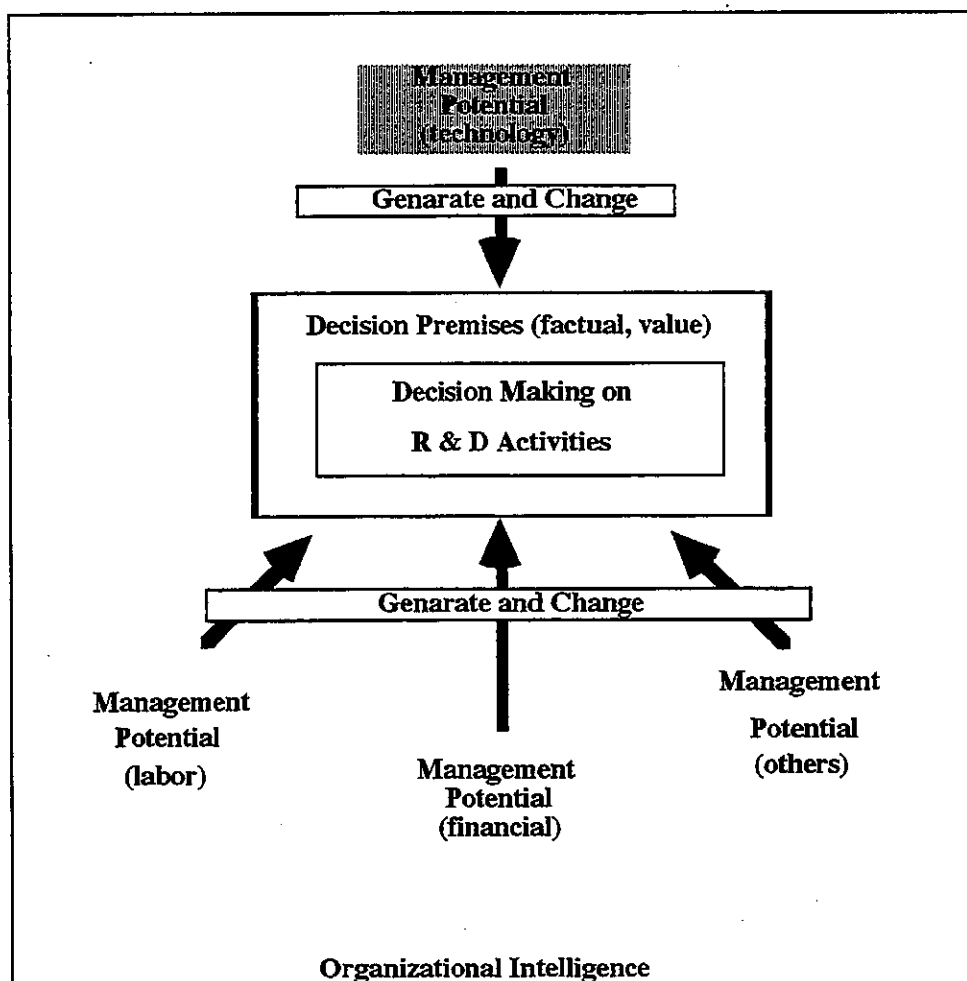 Management
Potential
(technology)
Genarate and Change
Decision Premises (factual, value)
Decision Making on
R & D Activities
Genarate and Change
Management
Potential
(labor)
Management
Potential
(financial)
Management
Potential
(others)
Organizational Intelligence